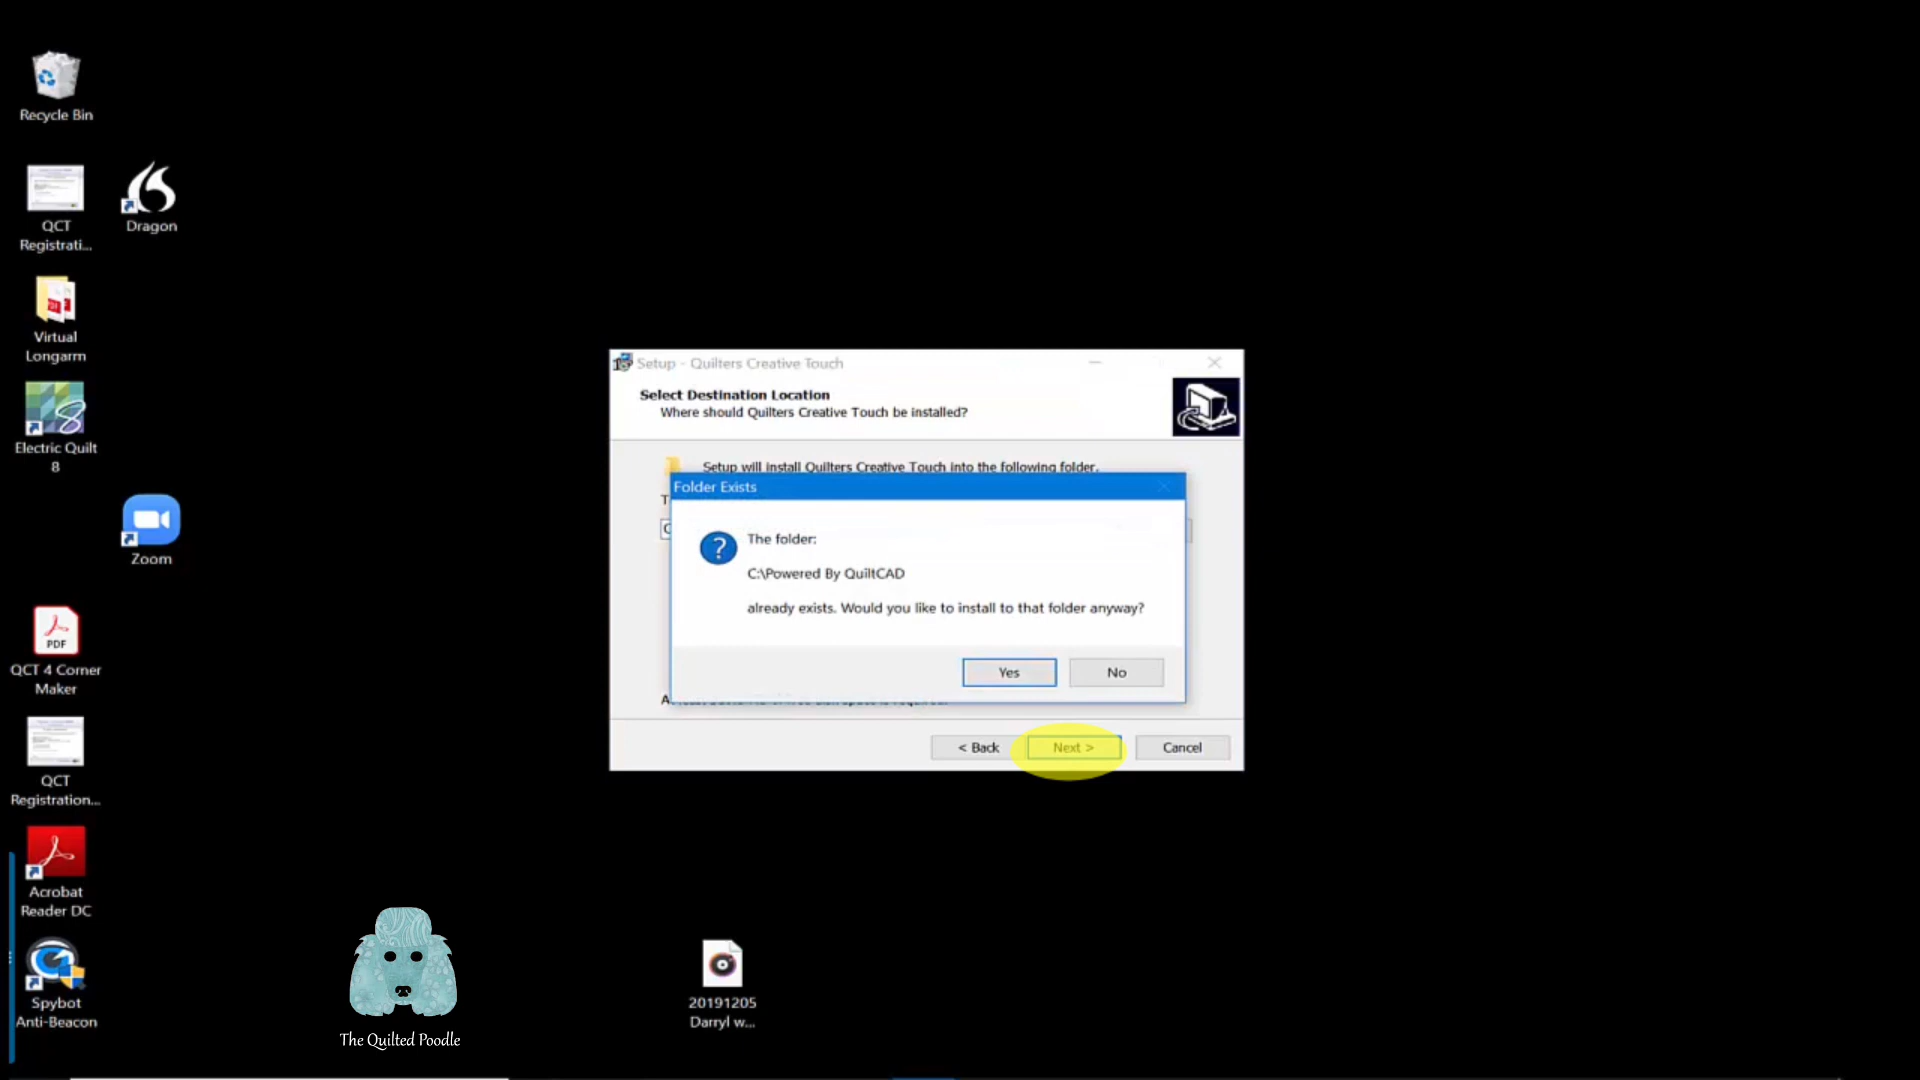 Recycle Bin
QCT
Registrati...
Dragon
Virtual
Longarm
Electric Quilt
8
Zoom
PDF
QCT 4 Corner
Maker
QCT
Registration...
Acrobat
Reader DC
Spybot
Anti-Beacon
The Quilted Poodle
20191205
Darryl w...
Setup - Quilters Creative Touch
Select Destination Location
Where should Quilters Creative Touch be installed?
Setup will install Quilters Creative Touch into the following folder.
Folder Exists
The folder:
C:\Powered By QuiltCAD
already exists. Would you like to install to that folder anyway?
Yes
No
< Back
Next >
Cancel